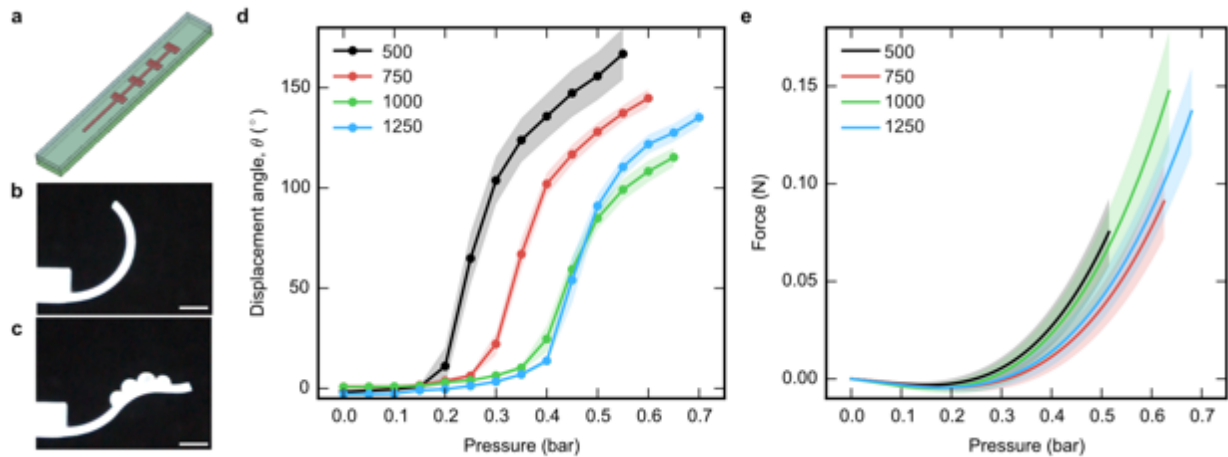 a
b
c
d
Displacement angle, θ (°)
150
100
50
0
500
750
1000
1250
0.0 0.1 0.2 0.3 0.4 0.5 0.6 0.7
Pressure (bar)
e
Force (N)
0.15
0.10
0.05
0.00
500
750
1000
1250
0.0 0.1 0.2 0.3 0.4 0.5 0.6 0.7
Pressure (bar)